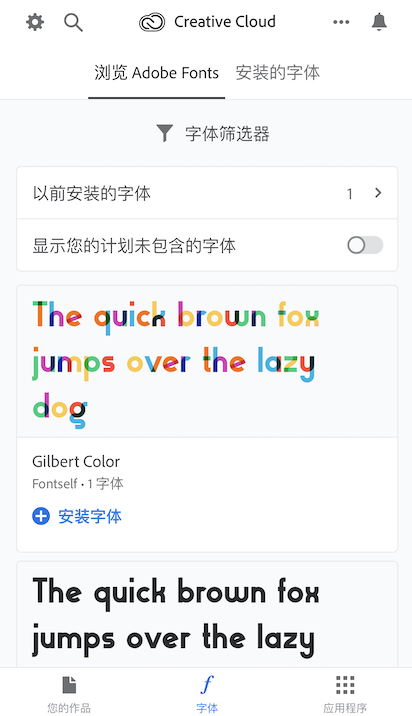 Creative Cloud
浏览 Adobe Fonts 安装的字体
字体筛选器
以前安装的字体 1
显示您的计划未包含的字体
The quick brown fox
jumps over the lazy
dog
Gilbert Color
Fontself • 1 字体
安装字体
The quick brown fox
jumps over the lazy
您的作品 字体 应用程序